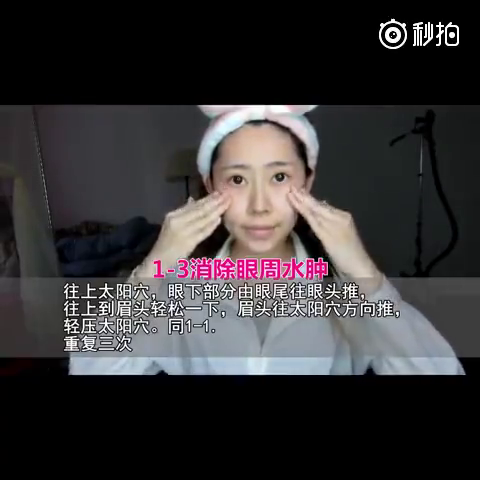 秒拍
1-3消除眼周水肿
往上太阳穴，眼下部分由眼尾往眼头推，
往上到眉头轻松一下，眉头往太阳穴方向推，
轻压太阳穴。同1-1.
重复三次